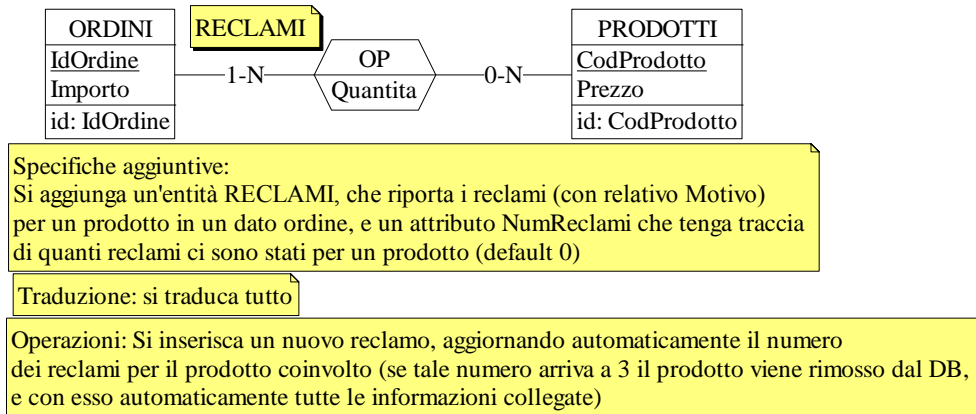 ORDINI
RECLAMI
PRODOTTI
IdOrdine
Importo
id: IdOrdine
1-N
OP
Quantita
0-N
CodProdotto
Prezzo
id: CodProdotto
Specifiche aggiuntive:
Si aggiunga un'entità RECLAMI, che riporta i reclami (con relativo Motivo)
per un prodotto in un dato ordine, e un attributo NumReclami che tenga traccia
di quanti reclami ci sono stati per un prodotto (default 0)
Traduzione: si traduca tutto
Operazioni: Si inserisca un nuovo reclamo, aggiornando automaticamente il numero
dei reclami per il prodotto coinvolto (se tale numero arriva a 3 il prodotto viene rimosso dal DB,
e con esso automaticamente tutte le informazioni collegate)